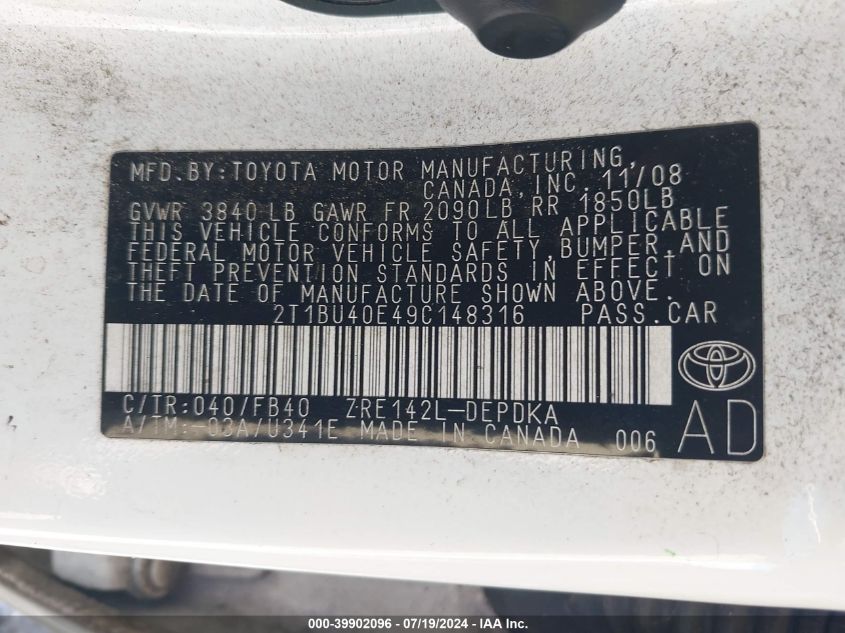 MFD. BY: TOYOTA MOTOR MANUFACTURING,
CANADA, INC. 11/08
GVWR 3840 LB GAWR FR 2090LB RR 1850LB
THIS VEHICLE CONFORMS TO ALL APPLICABLE
FEDERAL MOTOR VEHICLE SAFETY, BUMPER, AND
THEFT PREVENTION STANDARDS IN EFFECT ON
THE DATE OF MANUFACTURE SHOWN ABOVE.
2T1BU40E49C148316 PASS. CAR
C/TR: 040/FB40 ZRE142L-DEPDKA
A/TM: -03A/U341E MADE IN CANADA 006 AD
000-39902096 - 07/19/2024 - IAA Inc.